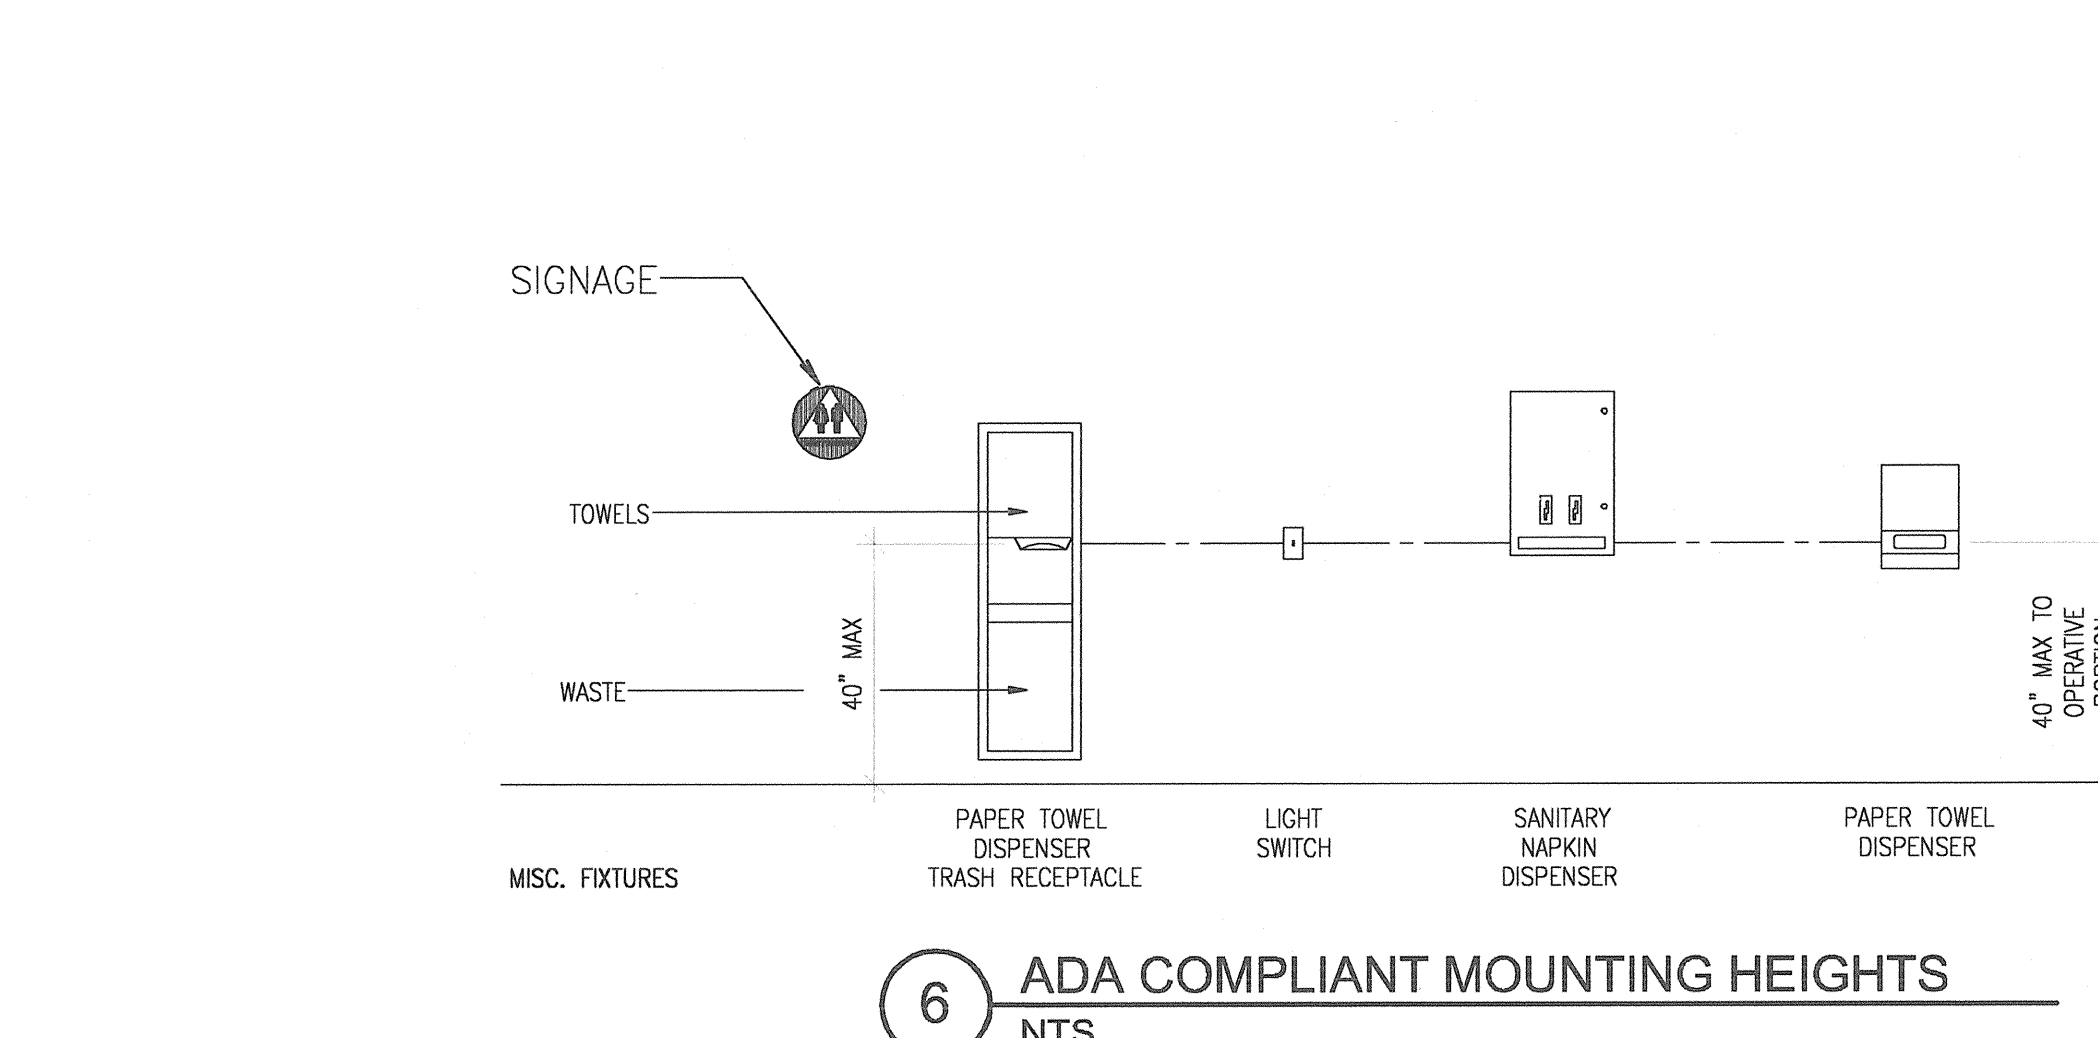 SIGNAGE
TOWELS
WASTE
40" MAX
40" MAX TO
OPERATIVE
PORTION
PAPER TOWEL
DISPENSER
TRASH RECEPTACLE
LIGHT
SWITCH
SANITARY
NAPKIN
DISPENSER
PAPER TOWEL
DISPENSER
MISC. FIXTURES
6
ADA COMPLIANT MOUNTING HEIGHTS
NTS